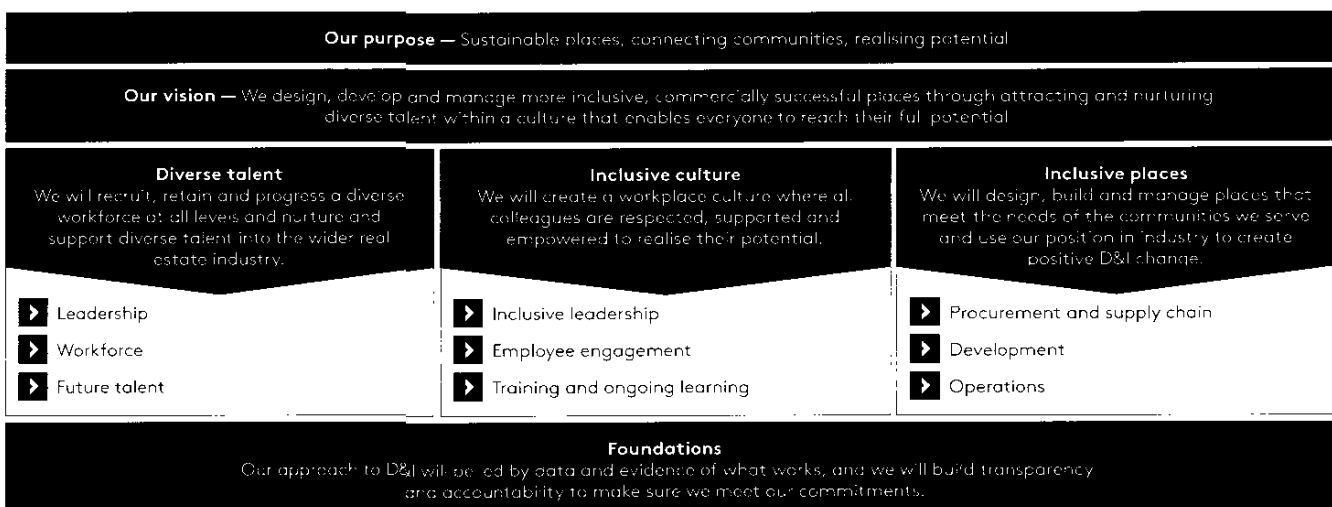 Our purpose — Sustainable places, connecting communities, realising potential
Our vision — We design, develop and manage more inclusive, commercially successful places through attracting and nurturing
diverse talent within a culture that enables everyone to reach their full potential
Diverse talent
We will recruit, retain and progress a diverse
workforce at all levels and nurture and
support diverse talent into the wider real
estate industry.
Leadership
Workforce
Future talent
Inclusive culture
We will create a workplace culture where all
colleagues are respected, supported and
empowered to realise their potential.
Inclusive leadership
Employee engagement
Training and ongoing learning
Inclusive places
We will design, build and manage places that
meet the needs of the communities we serve
and use our position in industry to create
positive D&I change.
Procurement and supply chain
Development
Operations
Foundations
Our approach to D&I will be led by data and evidence of what works, and we will build transparency
and accountability to make sure we meet our commitments.